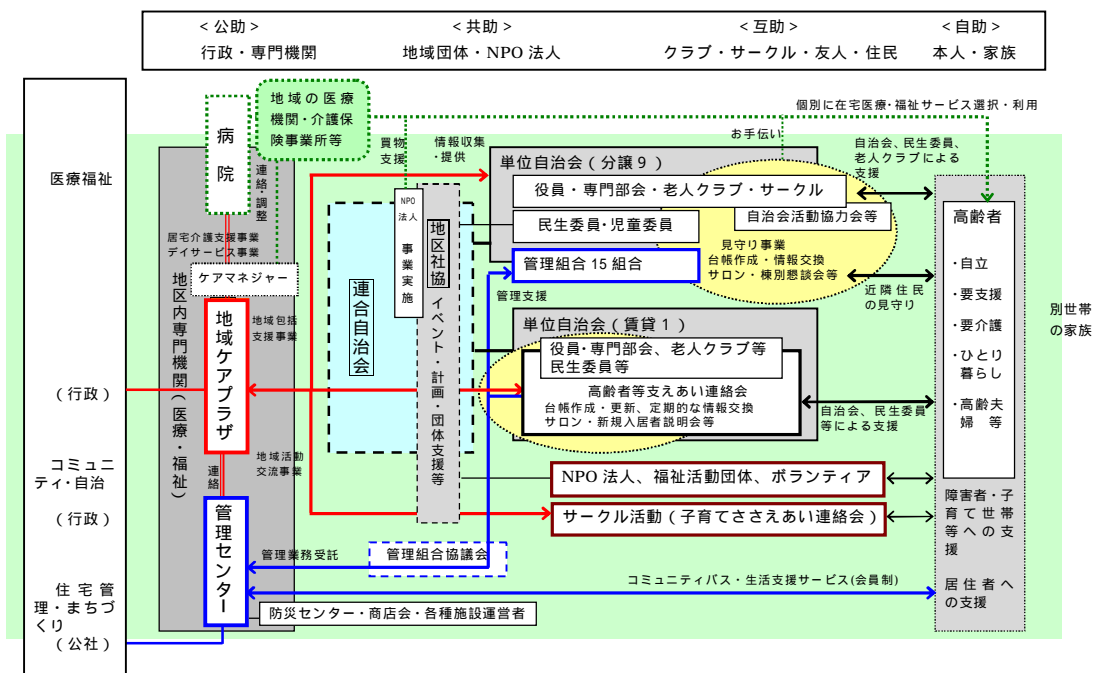 ＜公助＞
行政・専門機関
＜共助＞
地域団体・NPO 法人
＜互助＞
クラブ・サークル・友人・住民
＜自助＞
本人・家族
医療福祉
（行政）
コミュニ
ティ・自治
（行政）
住宅管
理・まちづ
くり
（公社）
病院
地域の医療
機関・介護保
険事業所等
連絡・調整
居宅介護支援事業
デイサービス事業
ケアマネジャー
地区内専門機関（医療・福祉）
地域ケアプラザ
地域包括
支援事業
地域活動
交流事業
連絡
管理センター
管理業務受託
防災センター・商店会・各種施設運営者
買物
支援
情報収集
・提供
連合自治会
NPO
法人
事業実施
地区社協
イベント・計画・団体支援等
管理組合協議会
単位自治会（分譲９）
役員・専門部会・老人クラブ・サークル
民生委員・児童委員
自治会活動協力会等
管理組合 15 組合
見守り事業
台帳作成・情報交換
サロン・棟別懇談会等
管理支援
単位自治会（賃貸１）
役員・専門部会、老人クラブ等
民生委員等
高齢者等支えあい連絡会
台帳作成・更新、定期的な情報交換
サロン・新規入居者説明会等
NPO 法人、福祉活動団体、ボランティア
サークル活動（子育てささえあい連絡会）
コミュニティバス・生活支援サービス(会員制)
個別に在宅医療・福祉サービス選択・利用
お手伝い
自治会、民生委員、
老人クラブによる
支援
近隣住民
の見守り
自治会、民生委員
等による支援
高齢者
・自立
・要支援
・要介護
・ひとり
暮らし
・高齢夫
婦 等
障害者・子
育て世帯
等への支
援
居住者へ
の支援
別世帯
の家族